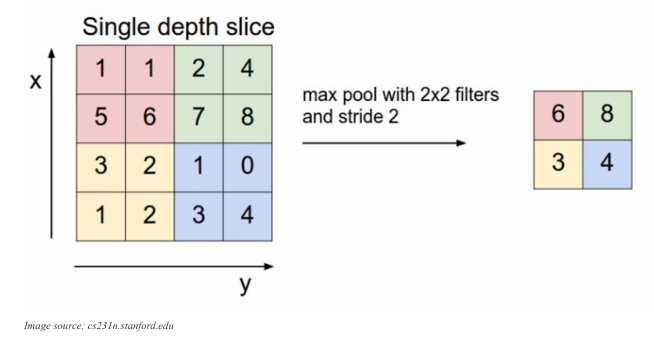 Single depth slice
x
1 1 2 4
5 6 7 8
3 2 1 0
1 2 3 4
y
max pool with 2x2 filters
and stride 2
6 8
3 4
Image source: cs231n.stanford.edu